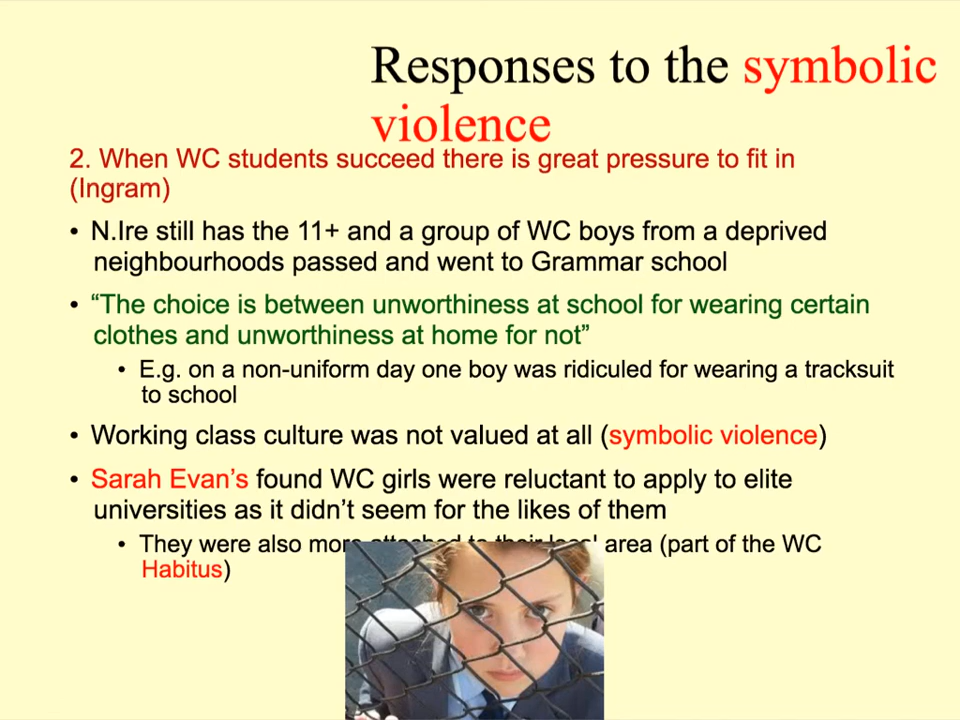 Responses to the symbolic
violence
2. When WC students succeed there is great pressure to fit in
(Ingram)
• N.Ire still has the 11+ and a group of WC boys from a deprived
neighbourhoods passed and went to Grammar school
• “The choice is between unworthiness at school for wearing certain
clothes and unworthiness at home for not”
• E.g. on a non-uniform day one boy was ridiculed for wearing a tracksuit
to school
• Working class culture was not valued at all (symbolic violence)
• Sarah Evan’s found WC girls were reluctant to apply to elite
universities as it didn’t seem for the likes of them
• They were also more attached to their local area (part of the WC
Habitus)